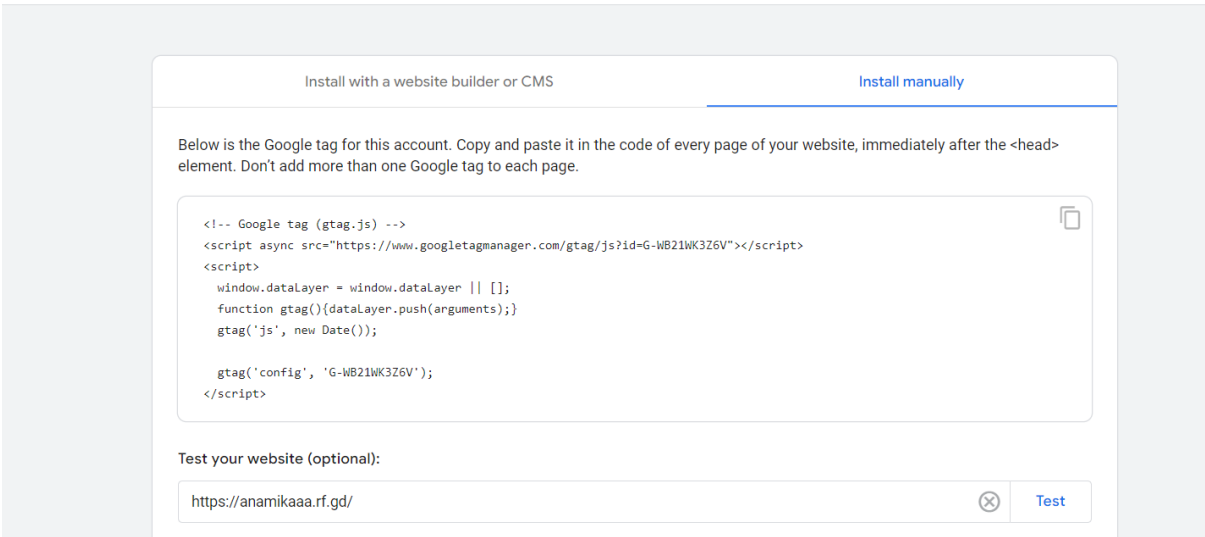 Install with a website builder or CMS
Install manually
Below is the Google tag for this account. Copy and paste it in the code of every page of your website, immediately after the <head>
element. Don't add more than one Google tag to each page.
<!-- Google tag (gtag.js) -->
<script async src="https://www.googletagmanager.com/gtag/js?id=G-WB21WK3Z6V"></script>
<script>
  window.dataLayer = window.dataLayer || [];
  function gtag(){dataLayer.push(arguments);}
  gtag('js', new Date());
  gtag('config', 'G-WB21WK3Z6V');
</script>
Test your website (optional):
https://anamikaaa.rf.gd/
Test